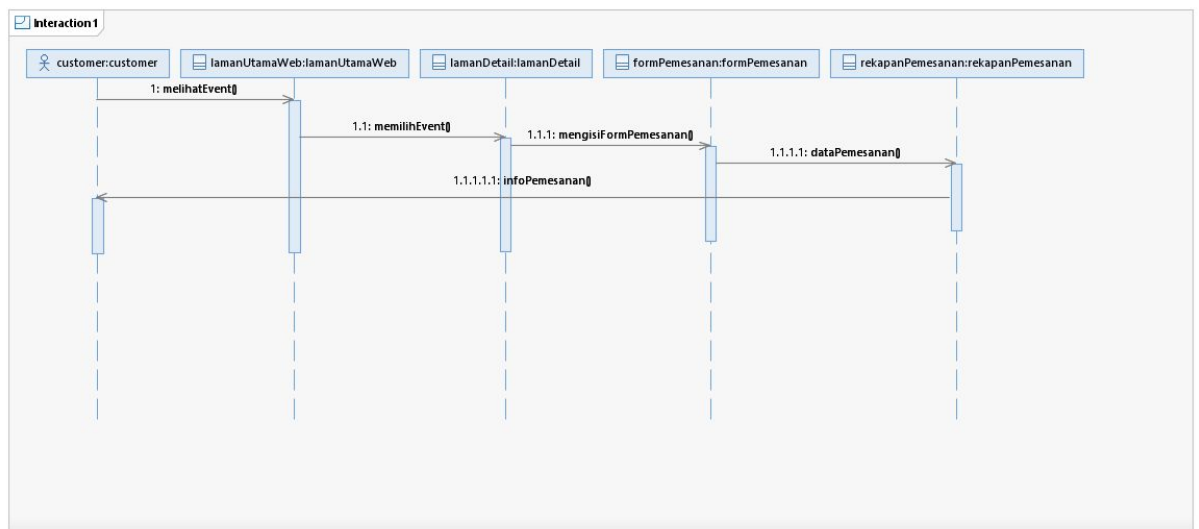 Interaction1
customer:customer
lamanUtamaWeb:lamanUtamaWeb
lamanDetail:lamanDetail
formPemesanan:formPemesanan
rekapanPemesanan:rekapanPemesanan
1: melihatEvent()
1.1: memilihEvent()
1.1.1: mengisiFormPemesanan()
1.1.1.1: dataPemesanan()
1.1.1.1.1: infoPemesanan()